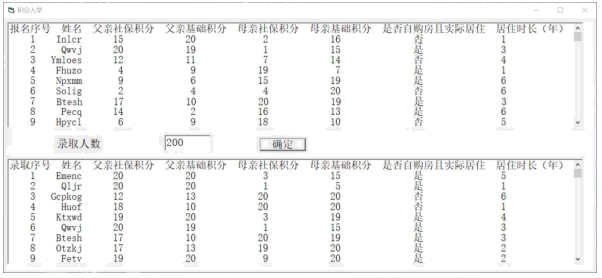 积分入学
报名序号 姓名 父亲社保积分 父亲基础积分 母亲社保积分 母亲基础积分 是否自购房且实际居住 居住时长（年）
1 Inlcr 15 20 2 16 否 1
2 Qwvj 20 19 1 15 是 3
3 Ymloes 12 11 7 14 否 4
4 Fhuzo 4 9 19 7 是 1
5 Npxmm 9 6 15 19 是 6
6 Solig 2 4 4 20 否 6
7 Btesh 17 10 20 19 是 3
8 Pecq 14 2 16 13 是 6
9 Hpycl 6 9 18 10 否 5
录取人数 200 确定
录取序号 姓名 父亲社保积分 父亲基础积分 母亲社保积分 母亲基础积分 是否自购房且实际居住 居住时长（年）
1 Emenc 20 20 3 15 是 5
2 Qljr 20 20 1 5 是 1
3 Gcpkog 12 13 20 20 否 6
4 Huof 18 10 20 20 否 1
5 Ktxwd 19 20 3 19 是 4
6 Qwvj 20 19 1 15 是 3
7 Btesh 17 10 20 19 是 3
8 Otzkj 17 13 19 20 是 2
9 Fetv 19 20 9 20 是 2